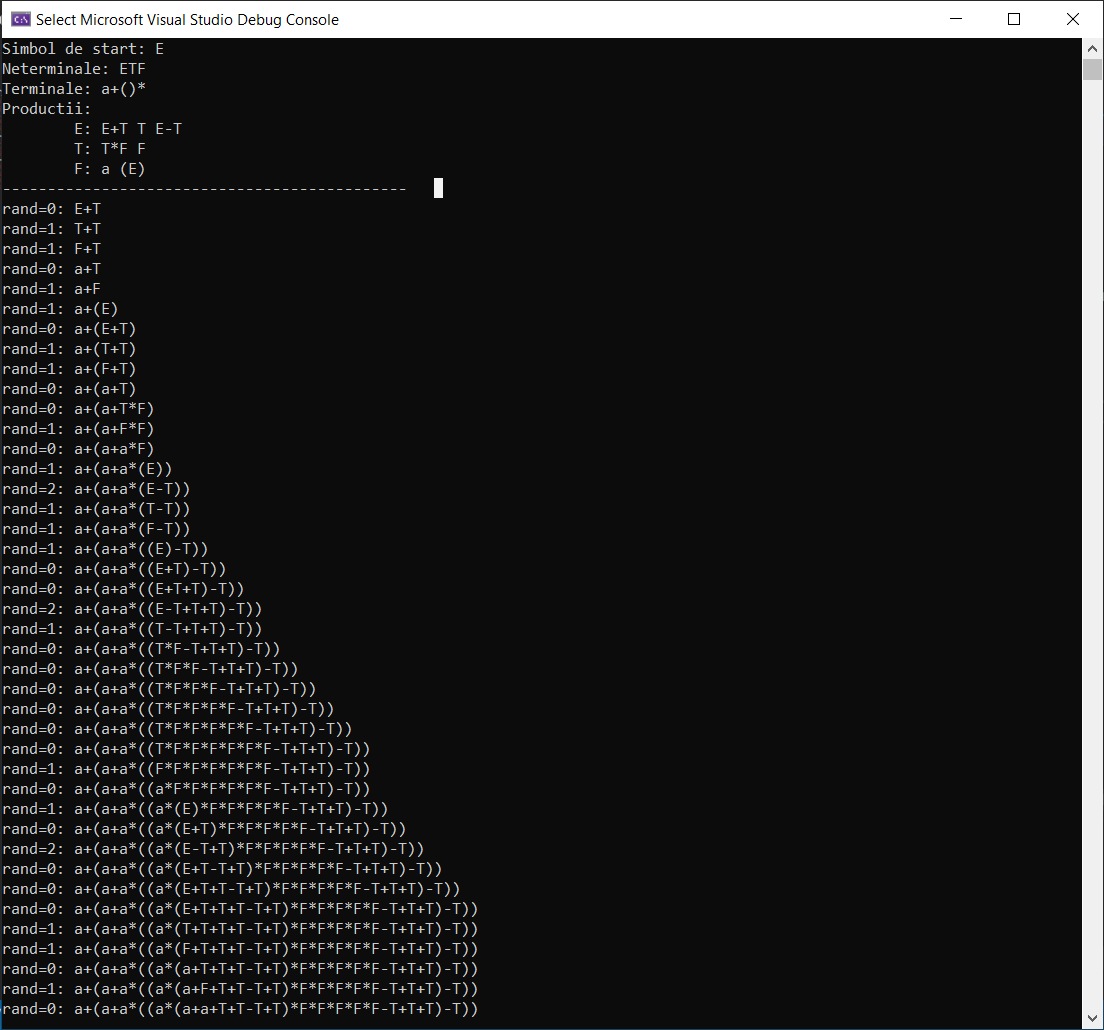 Select Microsoft Visual Studio Debug Console
Simbol de start: E
Neterminale: ETF
Terminale: a+()*
Productii:
        E: E+T T E-T
        T: T*F F
        F: a (E)
---------------------------------------------
rand=0: E+T
rand=1: T+T
rand=1: F+T
rand=0: a+T
rand=1: a+F
rand=1: a+(E)
rand=0: a+(E+T)
rand=1: a+(T+T)
rand=1: a+(F+T)
rand=0: a+(a+T)
rand=0: a+(a+T*F)
rand=1: a+(a+F*F)
rand=0: a+(a+a*F)
rand=1: a+(a+a*(E))
rand=2: a+(a+a*(E-T))
rand=1: a+(a+a*(T-T))
rand=1: a+(a+a*(F-T))
rand=1: a+(a+a*((E)-T))
rand=0: a+(a+a*((E+T)-T))
rand=0: a+(a+a*((E+T+T)-T))
rand=2: a+(a+a*((E-T+T+T)-T))
rand=1: a+(a+a*((T-T+T+T)-T))
rand=0: a+(a+a*((T*F-T+T+T)-T))
rand=0: a+(a+a*((T*F*F-T+T+T)-T))
rand=0: a+(a+a*((T*F*F*F-T+T+T)-T))
rand=0: a+(a+a*((T*F*F*F*F-T+T+T)-T))
rand=0: a+(a+a*((T*F*F*F*F*F-T+T+T)-T))
rand=0: a+(a+a*((T*F*F*F*F*F*F-T+T+T)-T))
rand=1: a+(a+a*((F*F*F*F*F*F*F-T+T+T)-T))
rand=0: a+(a+a*((a*F*F*F*F*F*F-T+T+T)-T))
rand=1: a+(a+a*((a*(E)*F*F*F*F*F-T+T+T)-T))
rand=0: a+(a+a*((a*(E+T)*F*F*F*F*F-T+T+T)-T))
rand=2: a+(a+a*((a*(E-T+T)*F*F*F*F*F-T+T+T)-T))
rand=0: a+(a+a*((a*(E+T-T+T)*F*F*F*F*F-T+T+T)-T))
rand=0: a+(a+a*((a*(E+T+T-T+T)*F*F*F*F*F-T+T+T)-T))
rand=0: a+(a+a*((a*(E+T+T+T-T+T)*F*F*F*F*F-T+T+T)-T))
rand=1: a+(a+a*((a*(T+T+T+T-T+T)*F*F*F*F*F-T+T+T)-T))
rand=1: a+(a+a*((a*(F+T+T+T-T+T)*F*F*F*F*F-T+T+T)-T))
rand=0: a+(a+a*((a*(a+T+T+T-T+T)*F*F*F*F*F-T+T+T)-T))
rand=1: a+(a+a*((a*(a+F+T+T-T+T)*F*F*F*F*F-T+T+T)-T))
rand=0: a+(a+a*((a*(a+a+T+T-T+T)*F*F*F*F*F-T+T+T)-T))